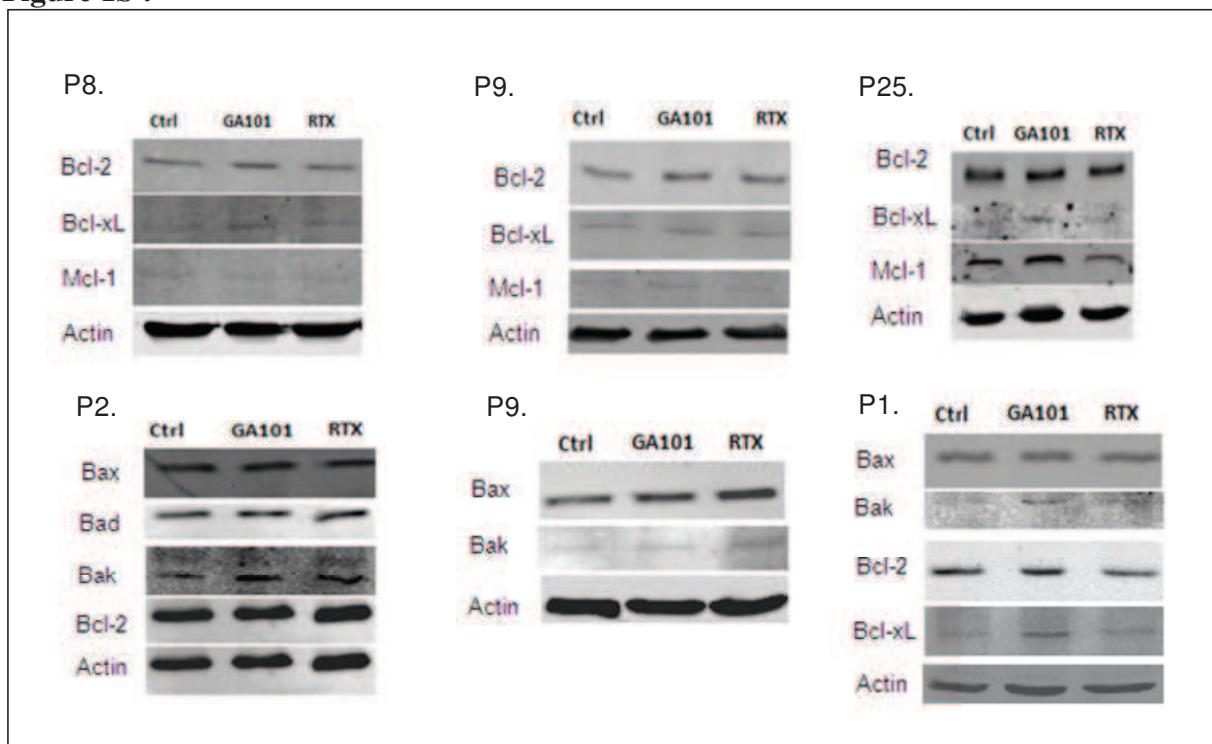 P8.
Ctrl GA101 RTX
Bcl-2
Bcl-xL
Mcl-1
Actin
P9.
Ctrl GA101 RTX
Bcl-2
Bcl-xL
Mcl-1
Actin
P25.
Ctrl GA101 RTX
Bcl-2
Bcl-xL
Mcl-1
Actin
P2.
Ctrl GA101 RTX
Bax
Bad
Bak
Bcl-2
Actin
P9.
Ctrl GA101 RTX
Bax
Bak
Actin
P1.
Ctrl GA101 RTX
Bax
Bak
Bcl-2
Bcl-xL
Actin